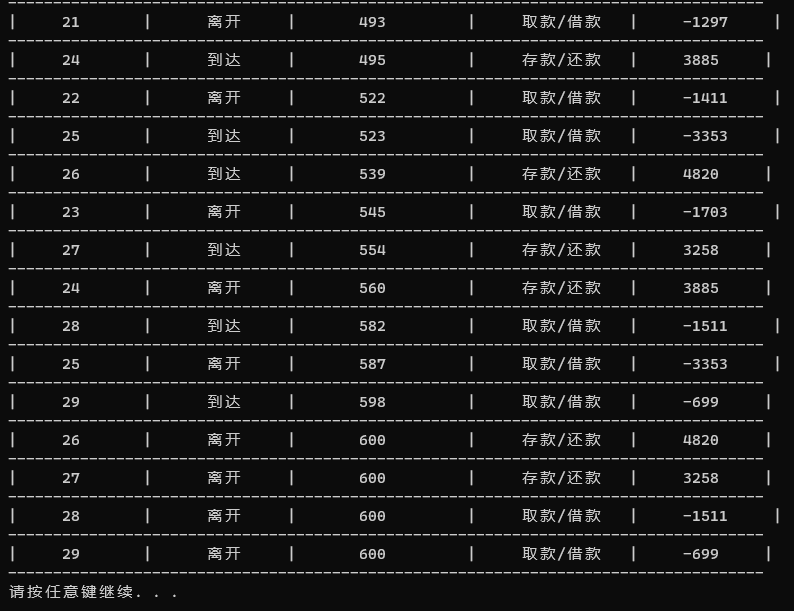 | 21 | 离开 | 493 | 取款/借款 | -1297 |
| 24 | 到达 | 495 | 存款/还款 | 3885 |
| 22 | 离开 | 522 | 取款/借款 | -1411 |
| 25 | 到达 | 523 | 取款/借款 | -3353 |
| 26 | 到达 | 539 | 存款/还款 | 4820 |
| 23 | 离开 | 545 | 取款/借款 | -1703 |
| 27 | 到达 | 554 | 存款/还款 | 3258 |
| 24 | 离开 | 560 | 存款/还款 | 3885 |
| 28 | 到达 | 582 | 取款/借款 | -1511 |
| 25 | 离开 | 587 | 取款/借款 | -3353 |
| 29 | 到达 | 598 | 取款/借款 | -699 |
| 26 | 离开 | 600 | 存款/还款 | 4820 |
| 27 | 离开 | 600 | 存款/还款 | 3258 |
| 28 | 离开 | 600 | 取款/借款 | -1511 |
| 29 | 离开 | 600 | 取款/借款 | -699 |
请按任意键继续. . .